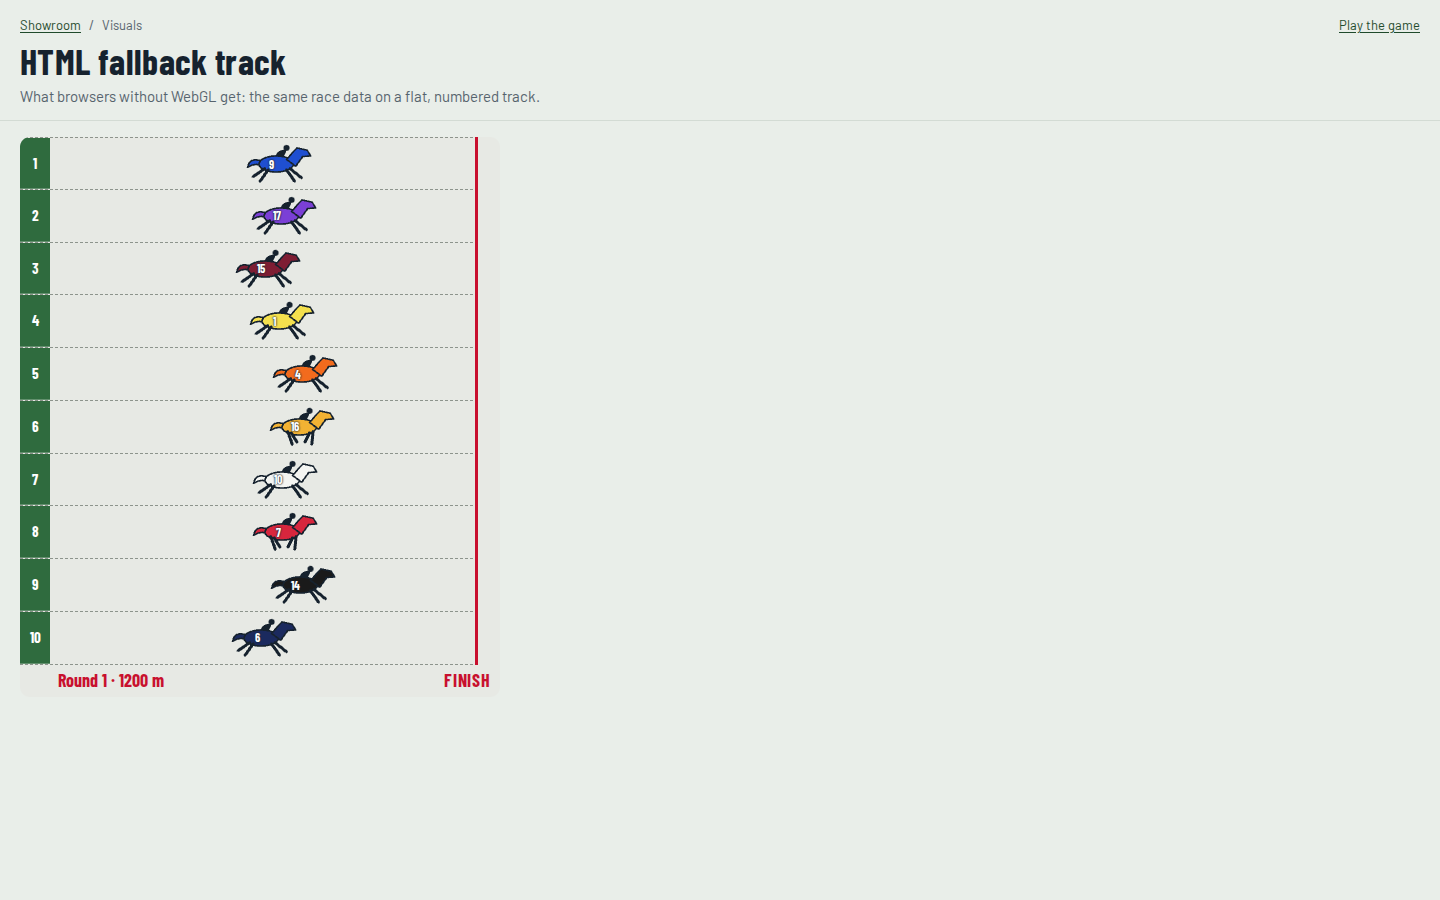 Showroom / Visuals
Play the game
HTML fallback track
What browsers without WebGL get: the same race data on a flat, numbered track.
1 9
2 17
3 15
4 1
5 4
6 16
7 10
8 7
9 14
10 6
Round 1 · 1200 m
FINISH